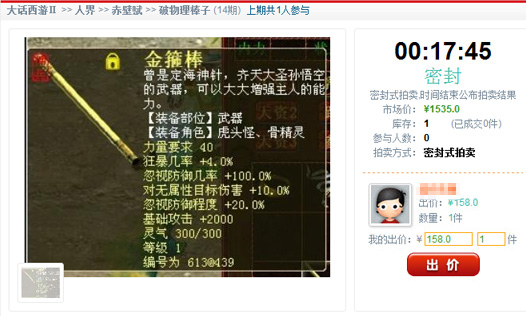 大话西游Ⅱ >> 人界 >> 赤壁赋 >> 破物理棒子 (14期) 上期共1人参与
金箍棒
曾是定海神针，齐天大圣孙悟空
的武器，可以大大增强主人的能
力。
【装备部位】武器
【装备角色】虎头怪、骨精灵
力量要求 40
狂暴几率 +4.0%
忽视防御几率 +100.0%
对无属性目标伤害 +10.0%
忽视防御程度 +20.0%
基础攻击 +2000
灵气 300/300
等级 1
编号为 613@439
00:17:45
密封
密封式拍卖,时间结束公布拍卖结果
市场价： ¥1535.0
库存： 1 (已成交0件)
参与人数： 0
拍卖方式： 密封式拍卖
出价：¥158.0
数量：1件
我的出价：¥ 158.0 1 件
出 价